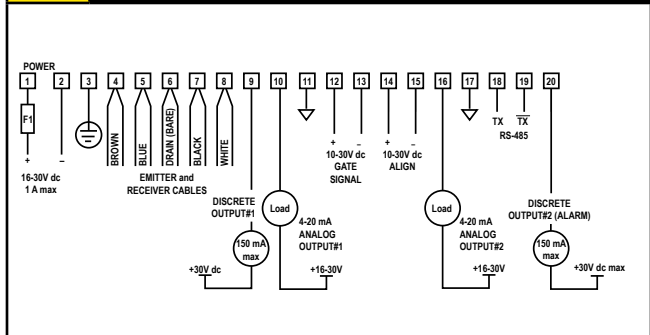 POWER
1 2 3 4 5 6 7 8 9 10 11 12 13 14 15 16 17 18 19 20
F1
+ –
16-30V dc
1 A max
BROWN
BLUE
DRAIN (BARE)
BLACK
WHITE
EMITTER and
RECEIVER CABLES
DISCRETE
OUTPUT#1
150 mA
max
+30V dc
Load
4-20 mA
ANALOG
OUTPUT#1
+16-30V
+ –
10-30V dc
GATE
SIGNAL
+ –
10-30V dc
ALIGN
Load
4-20 mA
ANALOG
OUTPUT#2
+16-30V
TX TX
RS-485
DISCRETE
OUTPUT#2 (ALARM)
150 mA
max
+30V dc max